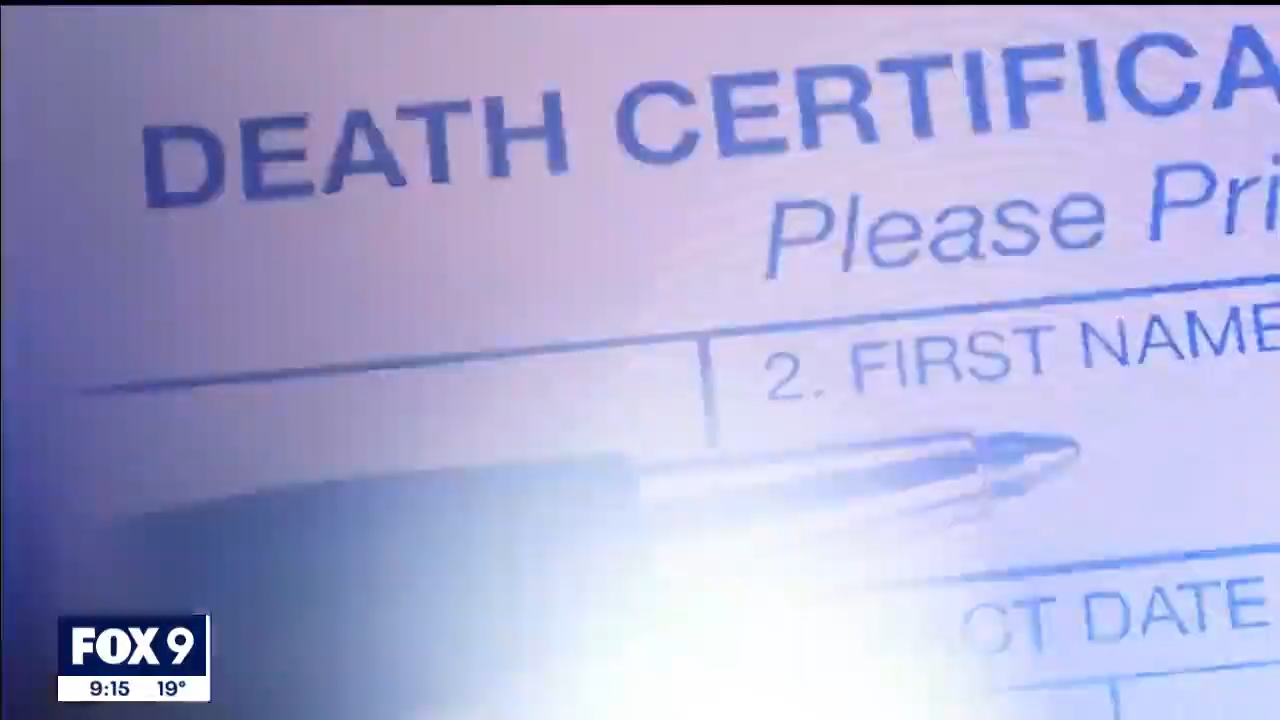 DEATH CERTIFICA
Please Pri
2. FIRST NAME
CT DATE
FOX 9
9:15 19°